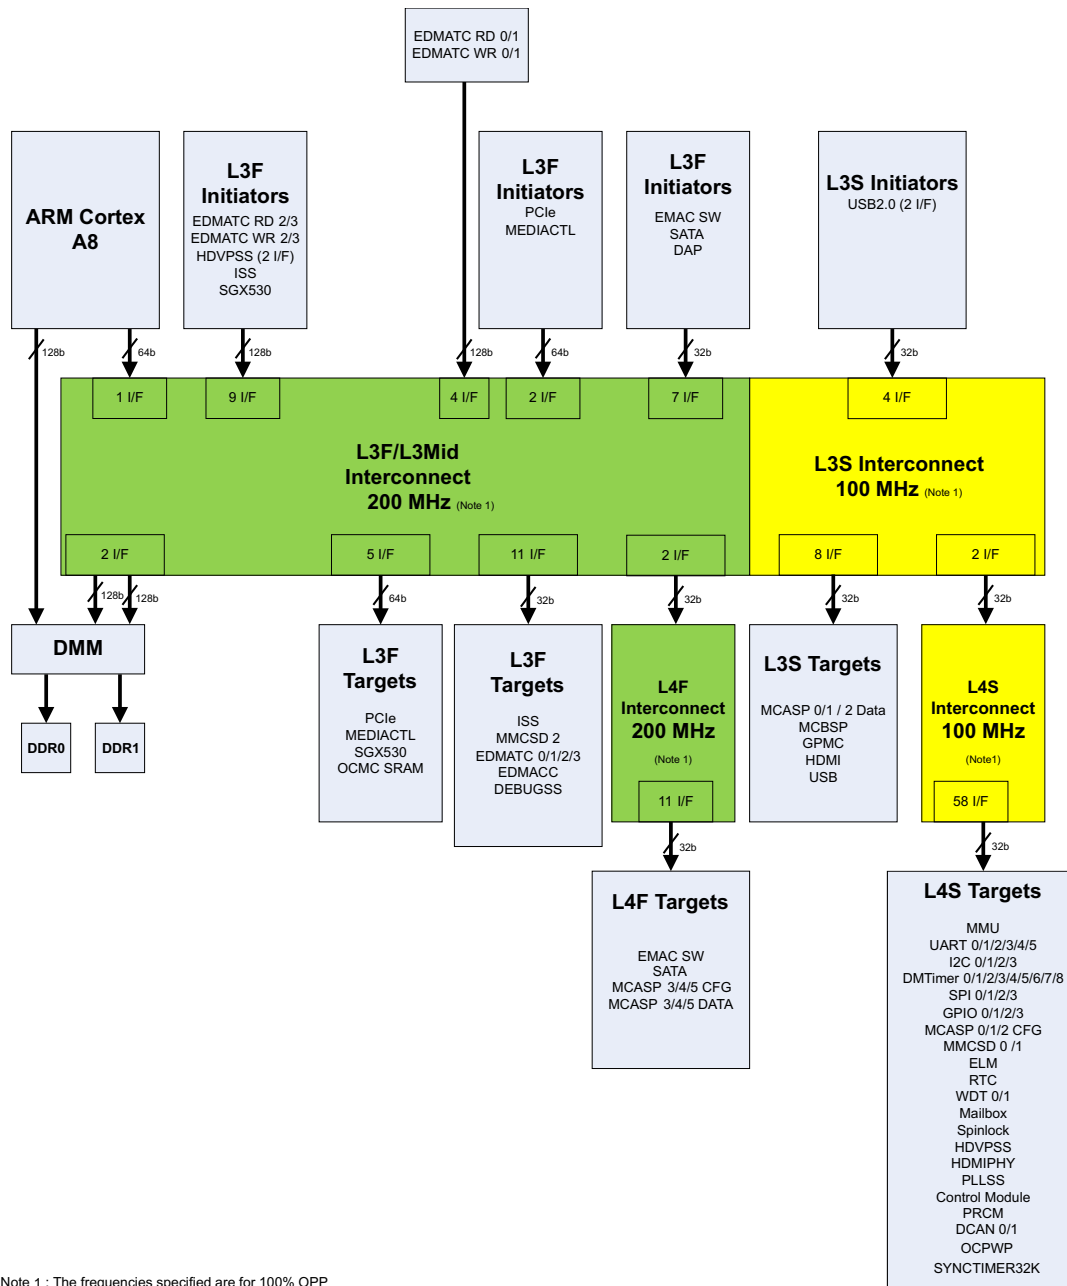 EDMATC RD 0/1
EDMATC WR 0/1
ARM Cortex
A8
L3F
Initiators
EDMATC RD 2/3
EDMATC WR 2/3
HDVPSS (2 I/F)
ISS
SGX530
L3F
Initiators
PCIe
MEDIACTL
L3F
Initiators
EMAC SW
SATA
DAP
L3S Initiators
USB2.0 (2 I/F)
128b
64b
128b
128b
64b
32b
32b
1 I/F
9 I/F
4 I/F
2 I/F
7 I/F
4 I/F
L3F/L3Mid
Interconnect
200 MHz (Note 1)
L3S Interconnect
100 MHz (Note 1)
2 I/F
5 I/F
11 I/F
2 I/F
8 I/F
2 I/F
128b
128b
64b
32b
32b
32b
32b
DMM
DDR0
DDR1
L3F
Targets
PCIe
MEDIACTL
SGX530
OCMC SRAM
L3F
Targets
ISS
MMCSD 2
EDMATC 0/1/2/3
EDMACC
DEBUGSS
L4F
Interconnect
200 MHz
(Note 1)
11 I/F
L3S Targets
MCASP 0/1 / 2 Data
MCBSP
GPMC
HDMI
USB
L4S
Interconnect
100 MHz
(Note1)
58 I/F
32b
32b
L4F Targets
EMAC SW
SATA
MCASP 3/4/5 CFG
MCASP 3/4/5 DATA
L4S Targets
MMU
UART 0/1/2/3/4/5
I2C 0/1/2/3
DMTimer 0/1/2/3/4/5/6/7/8
SPI 0/1/2/3
GPIO 0/1/2/3
MCASP 0/1/2 CFG
MMCSD 0 /1
ELM
RTC
WDT 0/1
Mailbox
Spinlock
HDVPSS
HDMIPHY
PLLSS
Control Module
PRCM
DCAN 0/1
OCPWP
SYNCTIMER32K
Note 1 : The frequencies specified are for 100% OPP